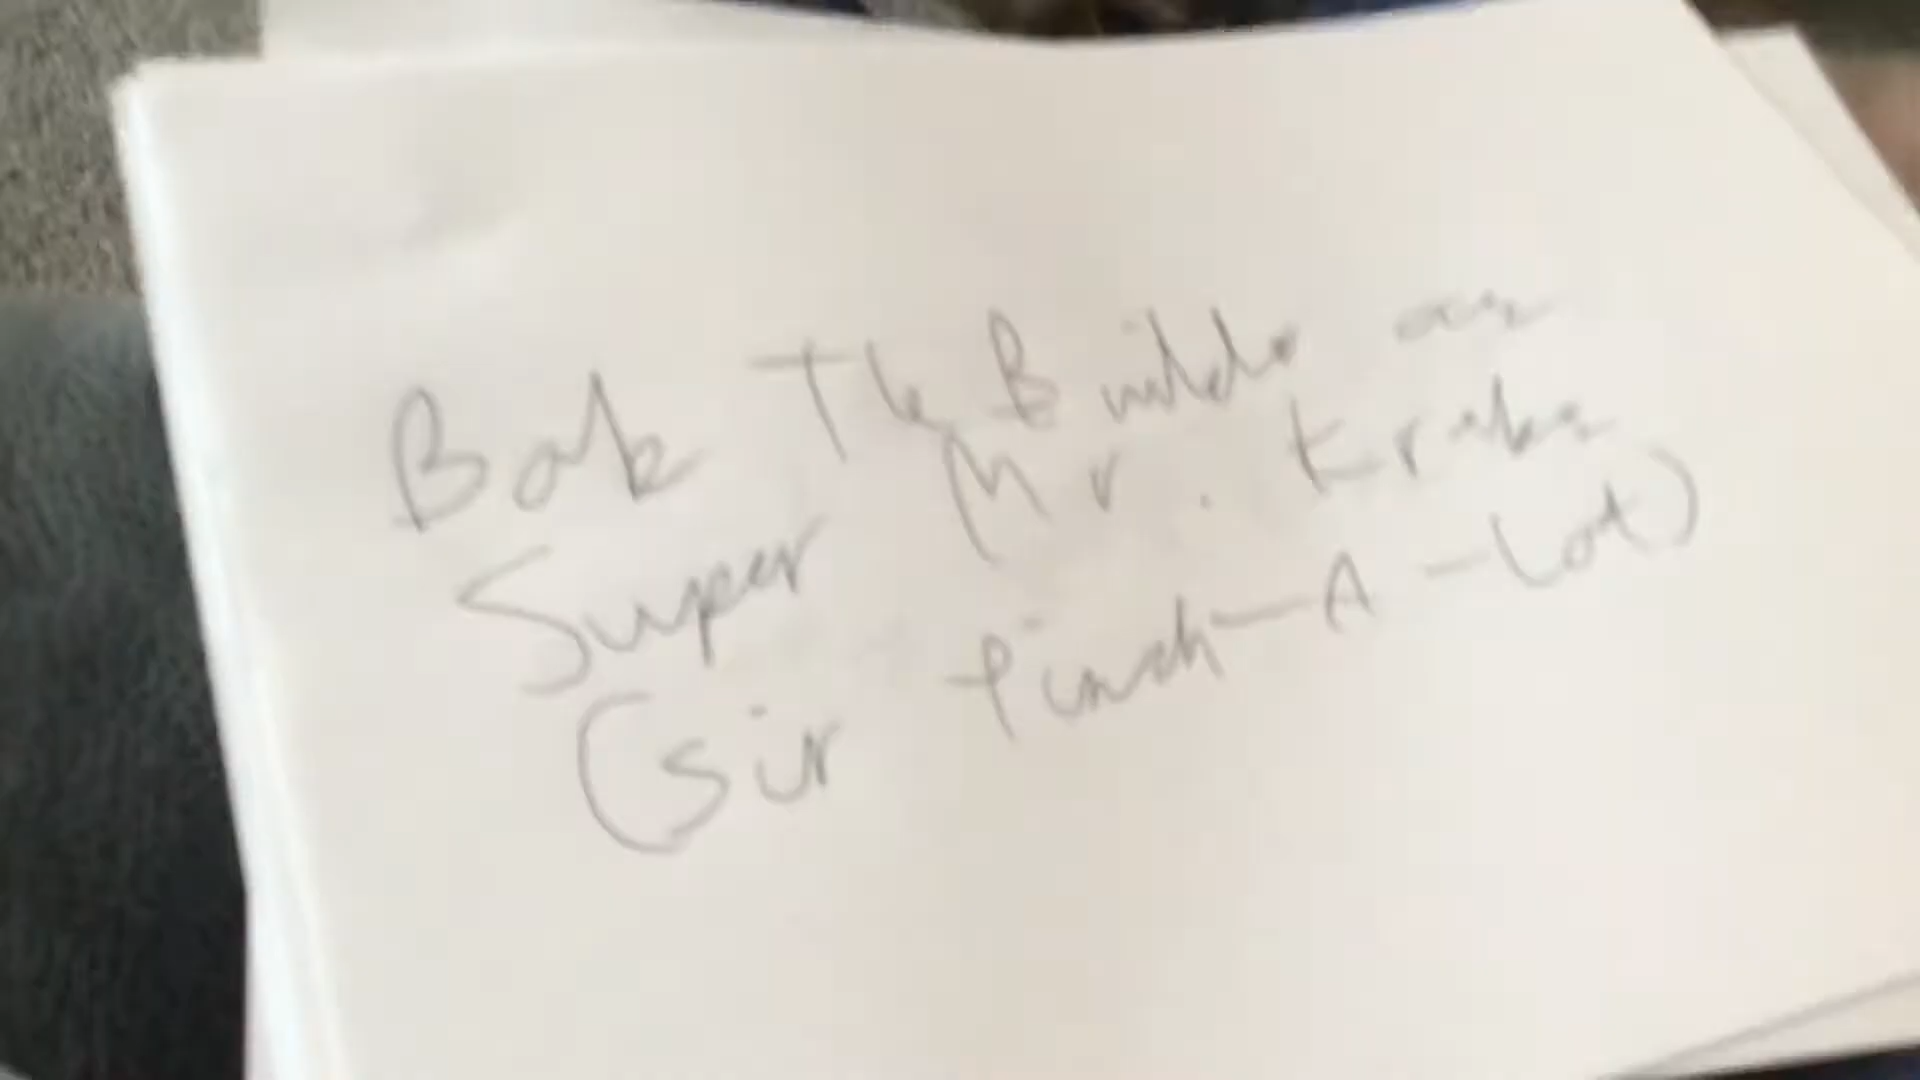 Bob The Builder as
Super Mr. Krabs
(Sir Pinch-A-Lot)